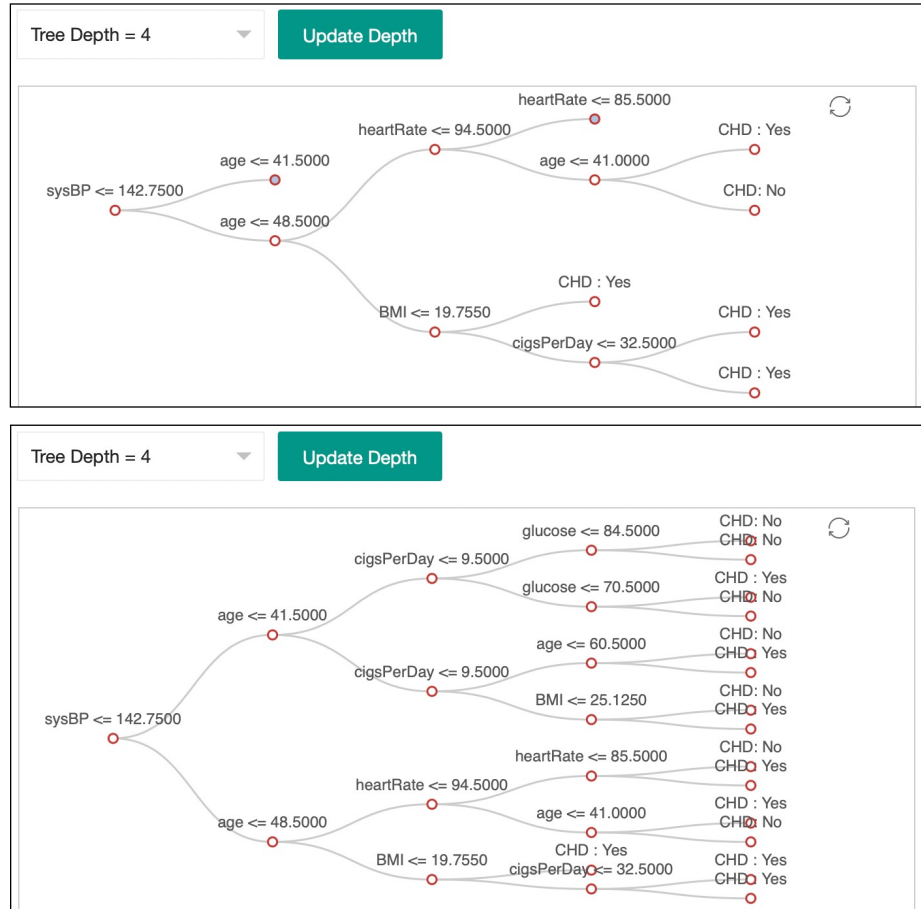 Tree Depth = 4
Update Depth
heartRate <= 85.5000
heartRate <= 94.5000
CHD : Yes
age <= 41.5000
age <= 41.0000
sysBP <= 142.7500
CHD: No
age <= 48.5000
CHD : Yes
BMI <= 19.7550
CHD : Yes
cigsPerDay <= 32.5000
CHD : Yes
Tree Depth = 4
Update Depth
CHD: No
glucose <= 84.5000
CHD: No
cigsPerDay <= 9.5000
CHD : Yes
glucose <= 70.5000
CHD: No
age <= 41.5000
CHD: No
age <= 60.5000
CHD : Yes
cigsPerDay <= 9.5000
CHD: No
BMI <= 25.1250
CHD : Yes
sysBP <= 142.7500
CHD: No
heartRate <= 85.5000
CHD : Yes
heartRate <= 94.5000
CHD : Yes
age <= 41.0000
CHD: No
age <= 48.5000
CHD : Yes
BMI <= 19.7550
CHD : Yes
cigsPerDay <= 32.5000
CHD : Yes